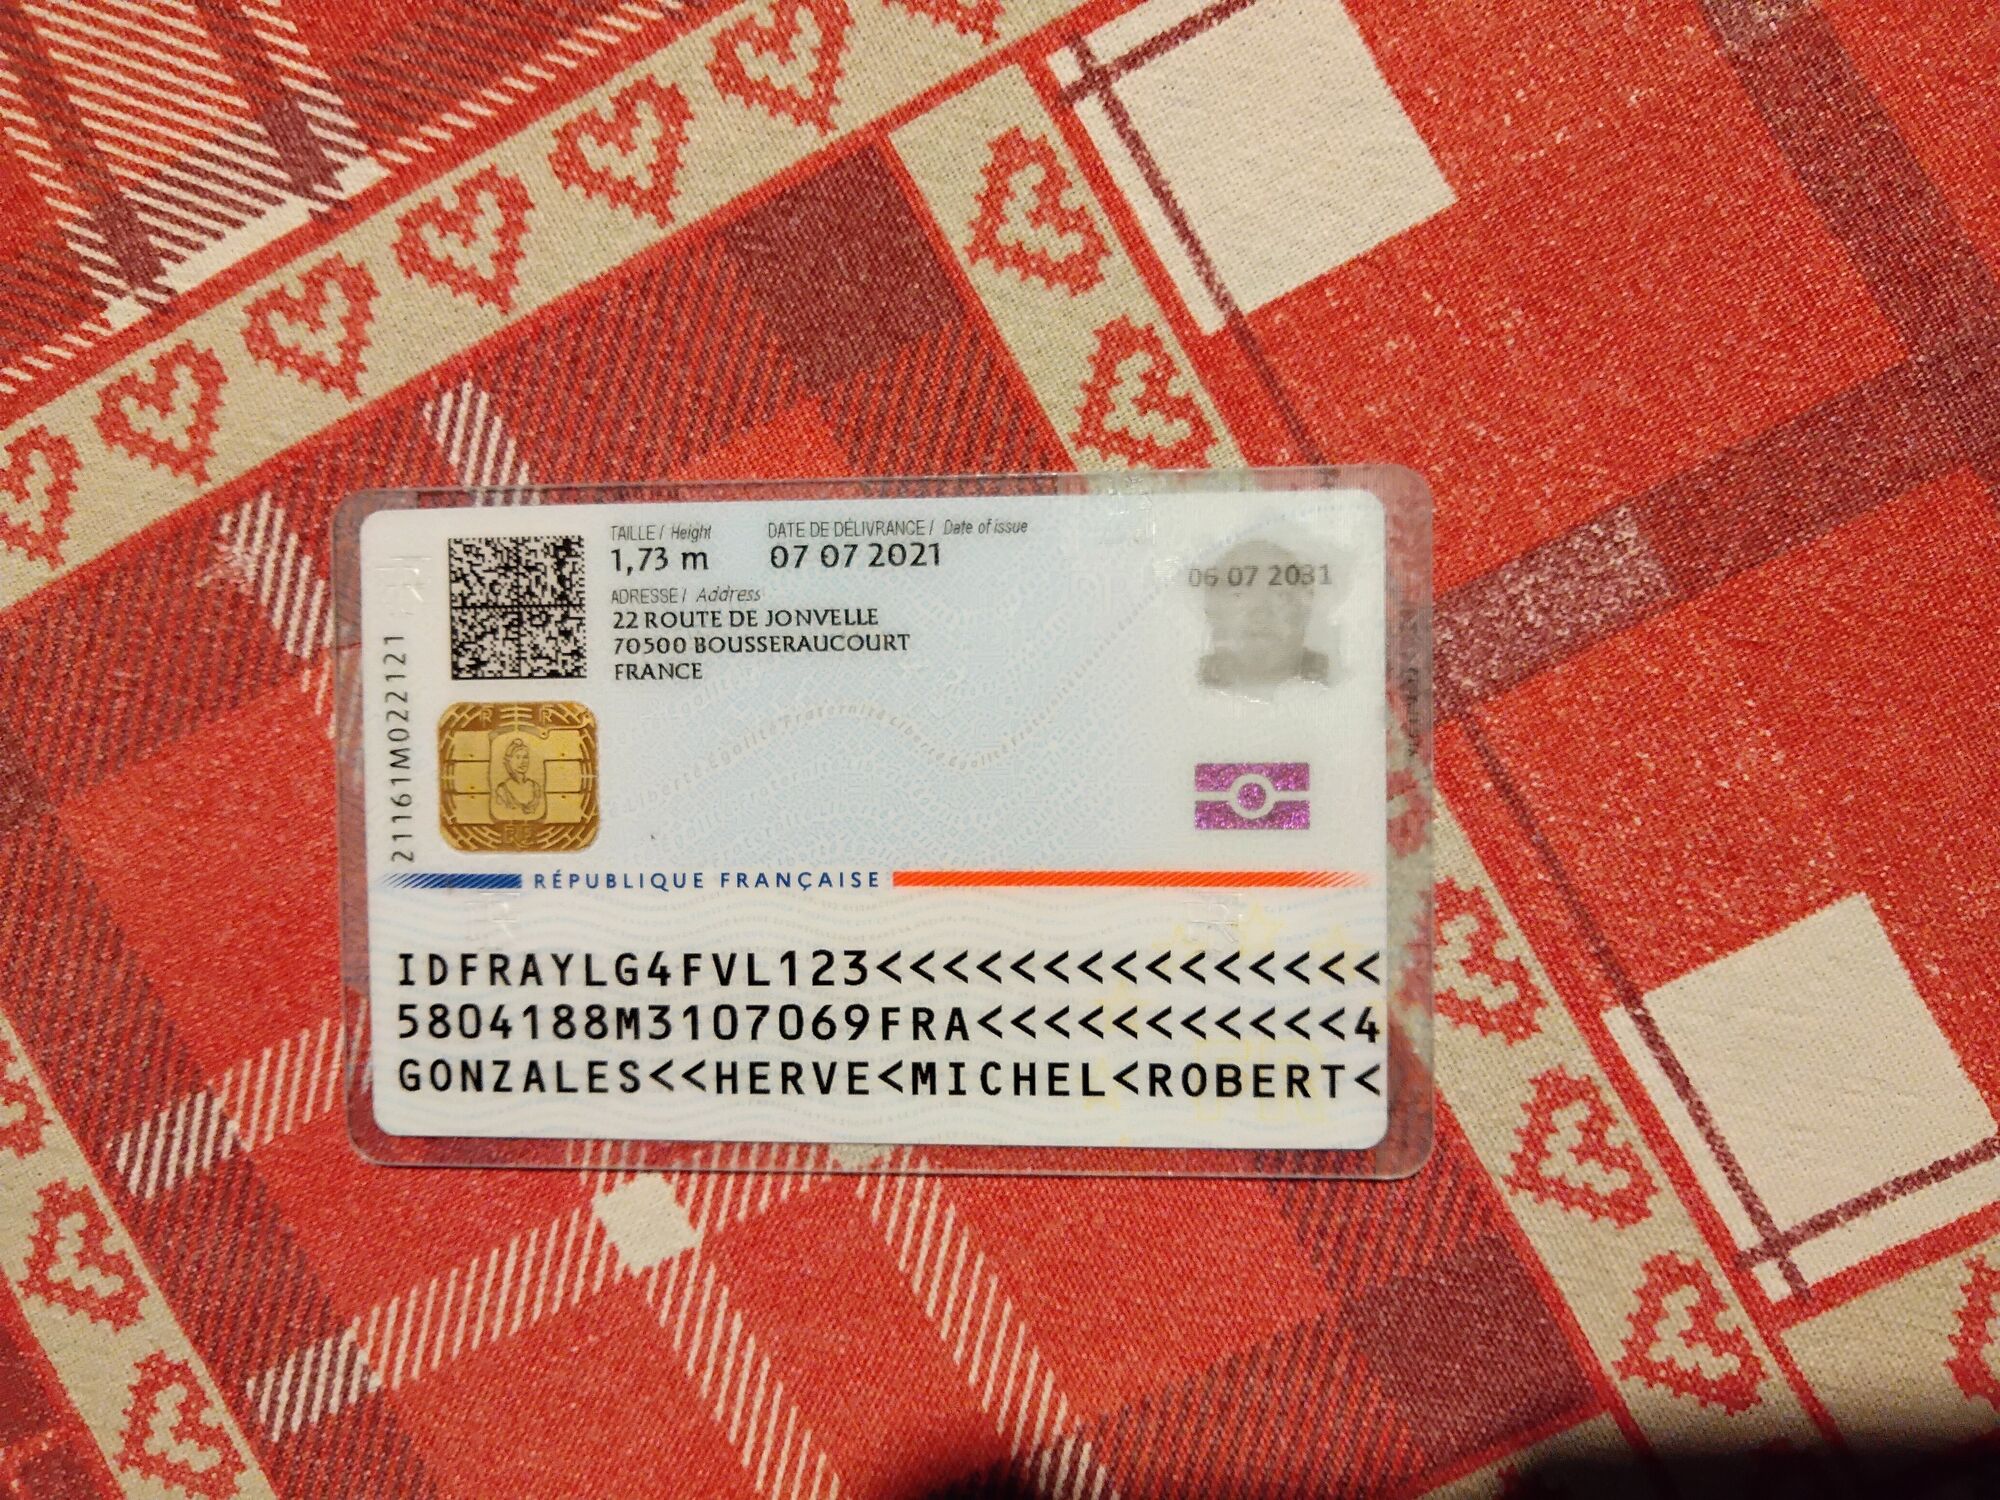 TAILLE / Height
1,73 m
DATE DE DÉLIVRANCE / Date of issue
07 07 2021
ADRESSE / Address
22 ROUTE DE JONVELLE
70500 BOUSSERAUCOURT
FRANCE
06 07 2031
21161M022121
RÉPUBLIQUE FRANÇAISE
IDFRAYLG4FVL123<<<<<<<<<<<<<<<
5804188M3107069FRA<<<<<<<<<<<4
GONZALES<<HERVE<MICHEL<ROBERT<